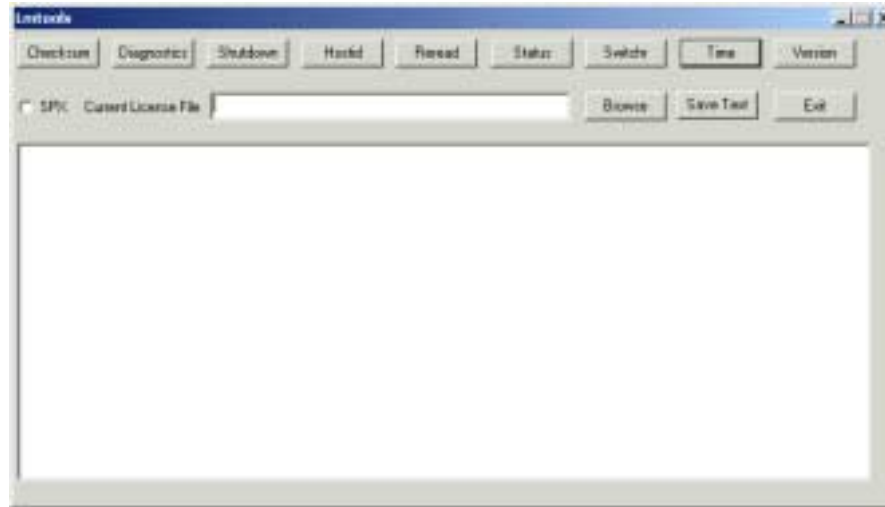 Lmtools
Checksum Diagnostics Shutdown Hostid Reread Status Switchr Time Version
SPX Current License File Browse Save Text Exit